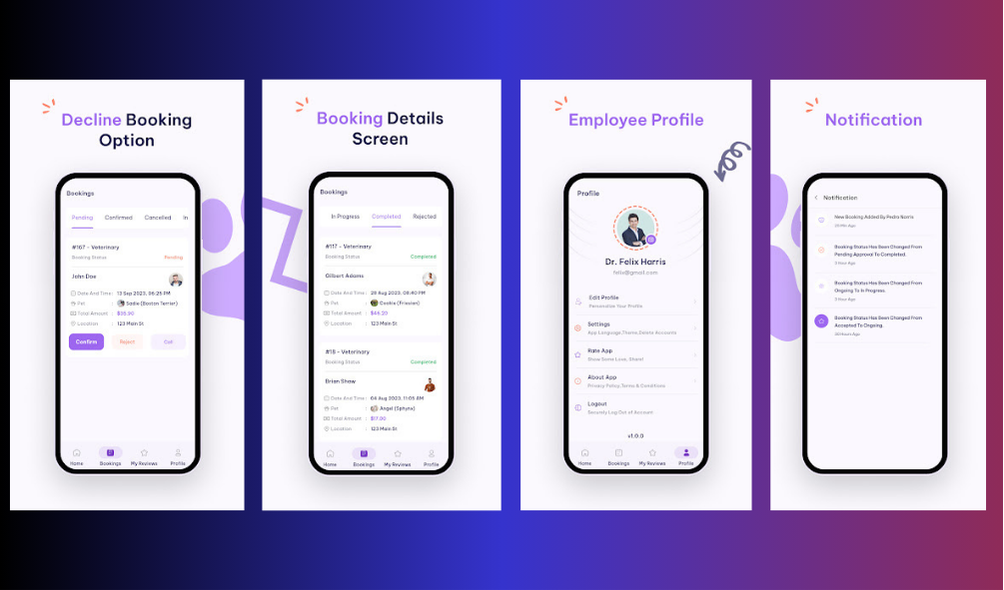 Decline Booking
Option
Bookings
Pending Confirmed Cancelled In
#167 - Veterinary
Booking Status Pending
John Doe
Date And Time : 13 Sep 2023, 06:25 PM
Pet : Sadie (Boston Terrier)
Total Amount : $30.90
Location : 123 Main St
Confirm Reject Call
Home Bookings My Reviews Profile
Booking Details
Screen
Bookings
In Progress Completed Rejected
#117 - Veterinary
Booking Status Completed
Gilbert Adams
Date And Time : 29 Aug 2023, 08:40 PM
Pet : Cookie (Friesian)
Total Amount : $46.20
Location : 123 Main St
#18 - Veterinary
Booking Status Completed
Brian Shaw
Date And Time : 04 Aug 2023, 11:05 AM
Pet : Angel (Sphynx)
Total Amount : $17.90
Location : 123 Main St
Home Bookings My Reviews Profile
Employee Profile
Profile
Dr. Felix Harris
felix@gmail.com
Edit Profile
Personalize Your Profile
Settings
App Language,Theme,Delete Accounts
Rate App
Show Some Love, Share!
About App
Privacy Policy,Terms & Conditions
Logout
Securely Log Out of Account
v1.0.0
Home Bookings My Reviews Profile
Notification
Notification
New Booking Added By Pedro Norris
Booking Status Has Been Changed From
Pending Approval To Completed.
Hour Ago
Booking Status Has Been Changed From
Ongoing To In Progress.
Hour Ago
Booking Status Has Been Changed From
Accepted To Ongoing.
Hours Ago